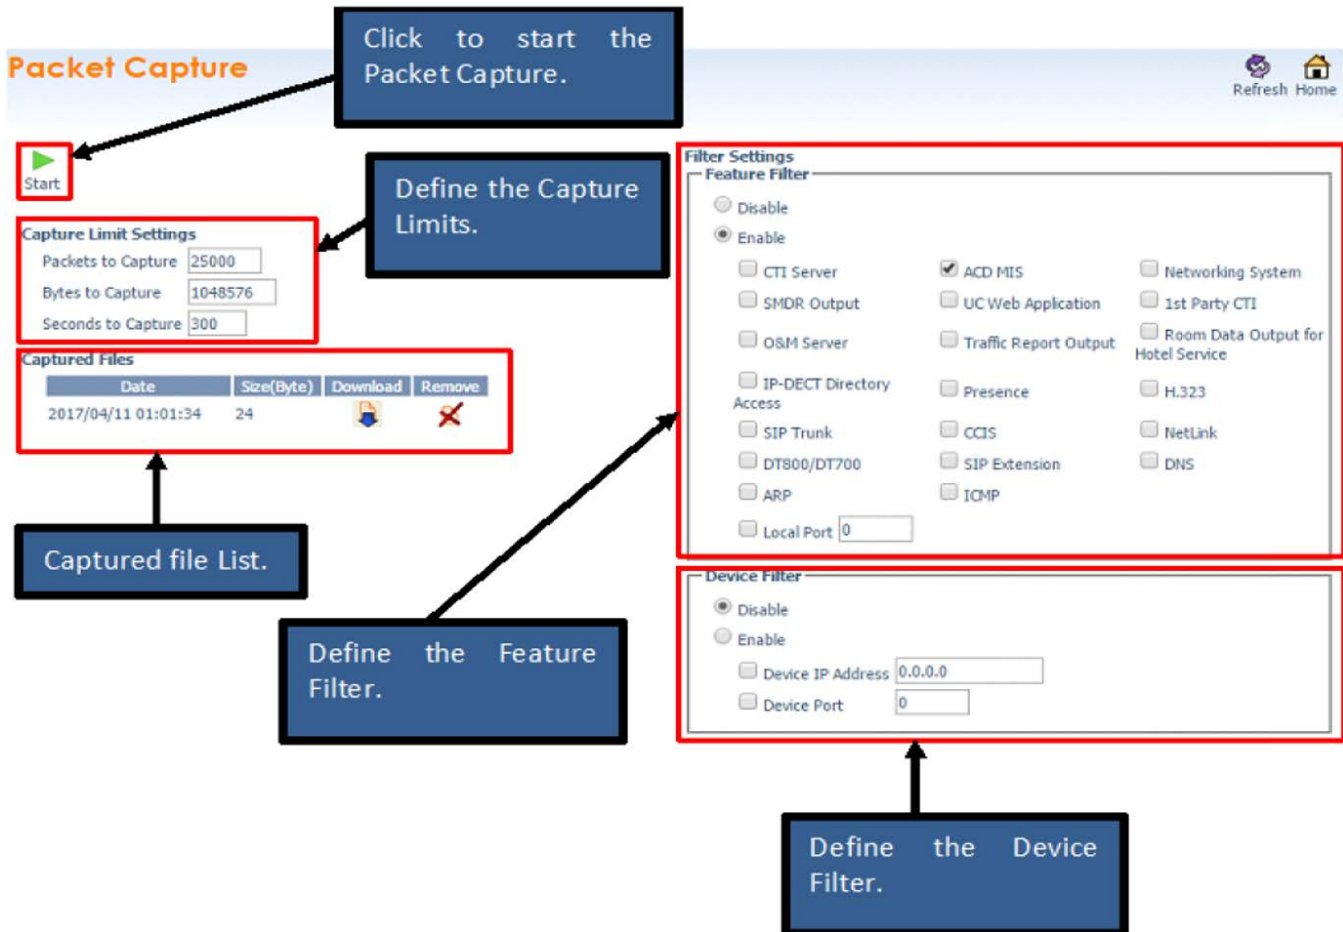 Packet Capture
Click to start the
Packet Capture.
Refresh Home
Start
Define the Capture
Limits.
Capture Limit Settings
Packets to Capture 25000
Bytes to Capture 1048576
Seconds to Capture 300
Captured Files
Date Size(Byte) Download Remove
2017/04/11 01:01:34 24
Captured file List.
Define the Feature
Filter.
Filter Settings
Feature Filter
Disable
Enable
CTI Server ACD MIS Networking System
SMDR Output UC Web Application 1st Party CTI
O&M Server Traffic Report Output Room Data Output for
Hotel Service
IP-DECT Directory
Access Presence H.323
SIP Trunk CCIS NetLink
DT800/DT700 SIP Extension DNS
ARP ICMP
Local Port 0
Device Filter
Disable
Enable
Device IP Address 0.0.0.0
Device Port 0
Define the Device
Filter.